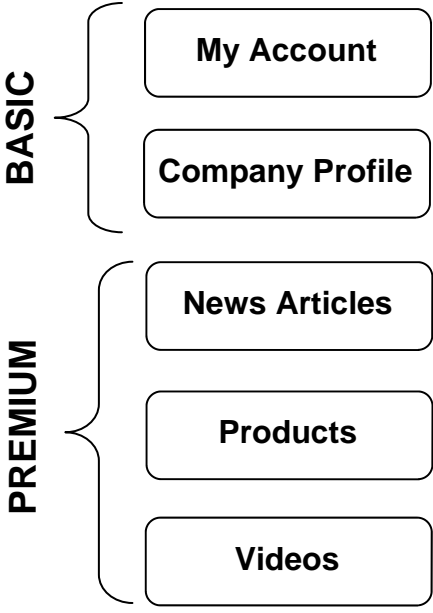 BASIC
My Account
Company Profile
PREMIUM
News Articles
Products
Videos